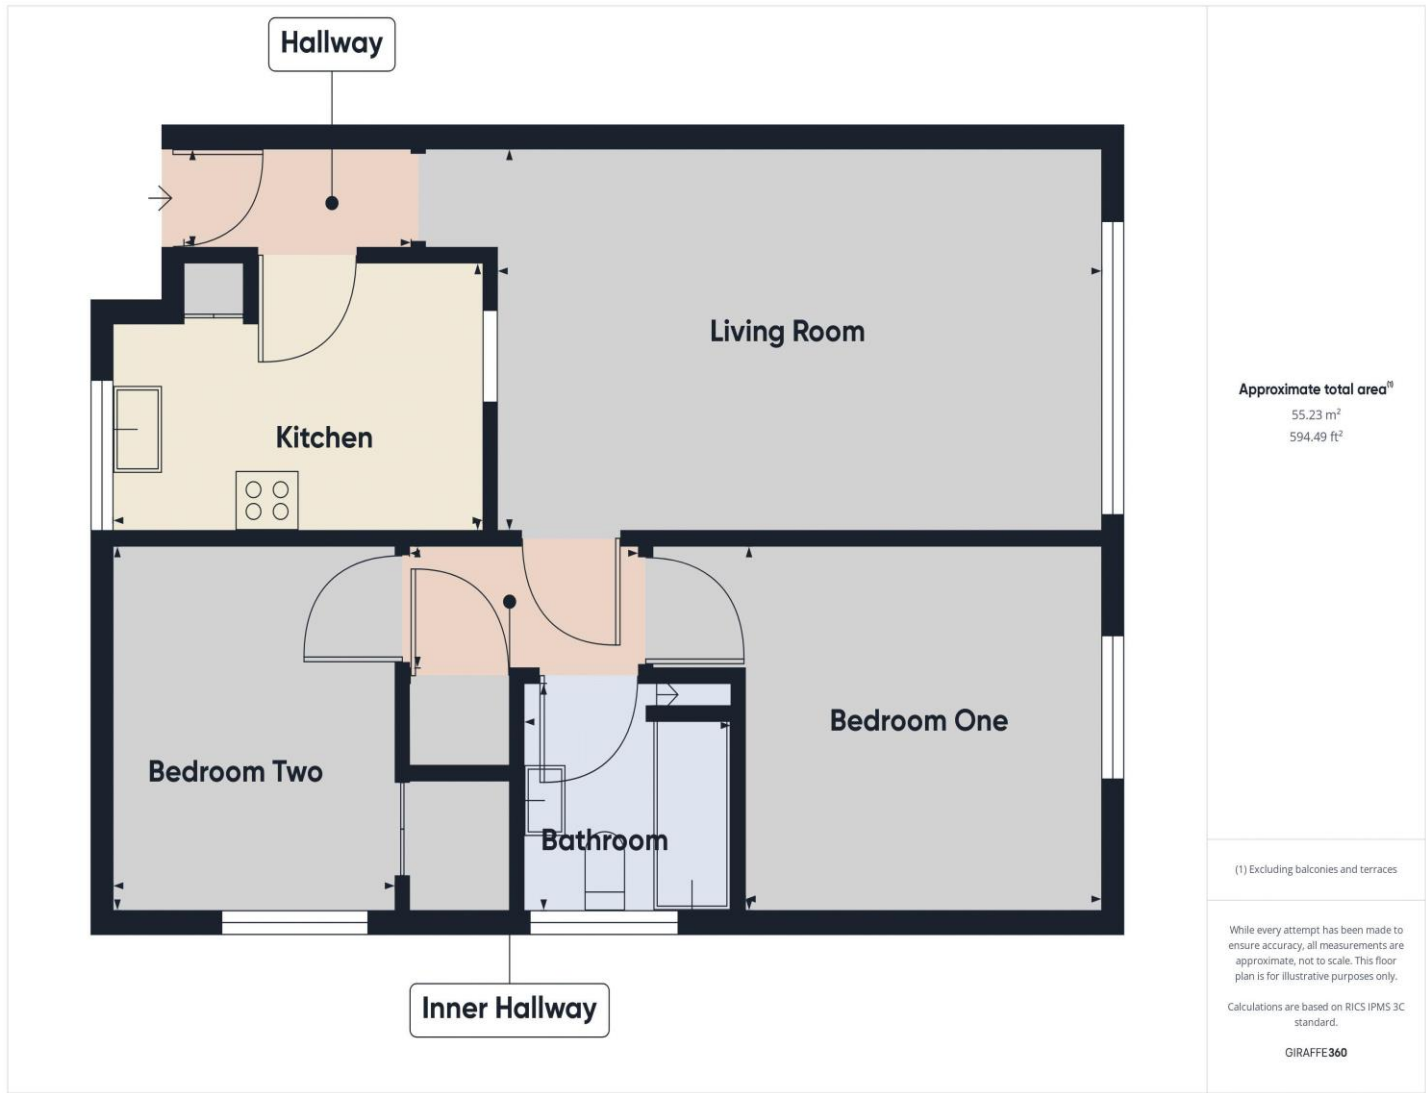 Hallway
Living Room
Kitchen
Bedroom One
Bedroom Two
Bathroom
Inner Hallway
Approximate total area(1)
55.23 m²
594.49 ft²
(1) Excluding balconies and terraces
While every attempt has been made to
ensure accuracy, all measurements are
approximate, not to scale. This floor
plan is for illustrative purposes only.
Calculations are based on RICS IPMS 3C
standard.
GIRAFFE360